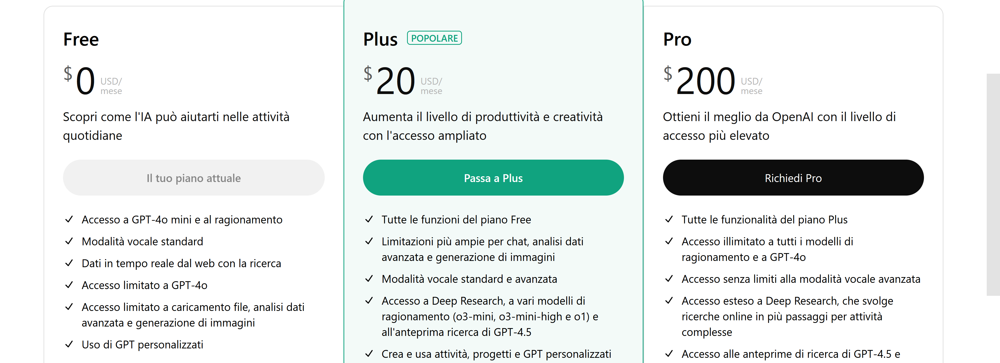 Free
$0 USD/
mese
Scopri come l'IA può aiutarti nelle attività
quotidiane
Il tuo piano attuale
Accesso a GPT-4o mini e al ragionamento
Modalità vocale standard
Dati in tempo reale dal web con la ricerca
Accesso limitato a GPT-4o
Accesso limitato a caricamento file, analisi dati
avanzata e generazione di immagini
Uso di GPT personalizzati
Plus POPOLARE
$20 USD/
mese
Aumenta il livello di produttività e creatività
con l'accesso ampliato
Passa a Plus
Tutte le funzioni del piano Free
Limitazioni più ampie per chat, analisi dati
avanzata e generazione di immagini
Modalità vocale standard e avanzata
Accesso a Deep Research, a vari modelli di
ragionamento (o3-mini, o3-mini-high e o1) e
all'anteprima ricerca di GPT-4.5
Crea e usa attività, progetti e GPT personalizzati
Pro
$200 USD/
mese
Ottieni il meglio da OpenAI con il livello di
accesso più elevato
Richiedi Pro
Tutte le funzionalità del piano Plus
Accesso illimitato a tutti i modelli di
ragionamento e a GPT-4o
Accesso senza limiti alla modalità vocale avanzata
Accesso esteso a Deep Research, che svolge
ricerche online in più passaggi per attività
complesse
Accesso alle anteprime di ricerca di GPT-4.5 e